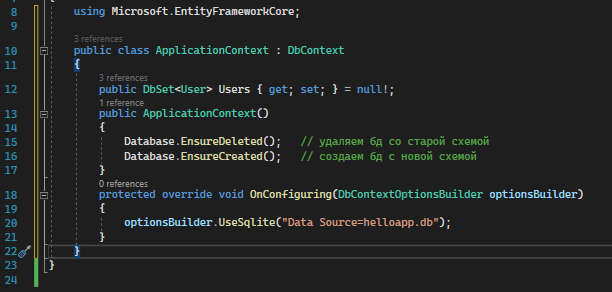 8 using Microsoft.EntityFrameworkCore;
9
3 references
10 public class ApplicationContext : DbContext
11 {
3 references
12 public DbSet<User> Users { get; set; } = null!;
1 reference
13 public ApplicationContext()
14 {
15 Database.EnsureDeleted(); // удаляем бд со старой схемой
16 Database.EnsureCreated(); // создаем бд с новой схемой
17 }
0 references
18 protected override void OnConfiguring(DbContextOptionsBuilder optionsBuilder)
19 {
20 optionsBuilder.UseSqlite("Data Source=helloapp.db");
21 }
22 }
23 }
24